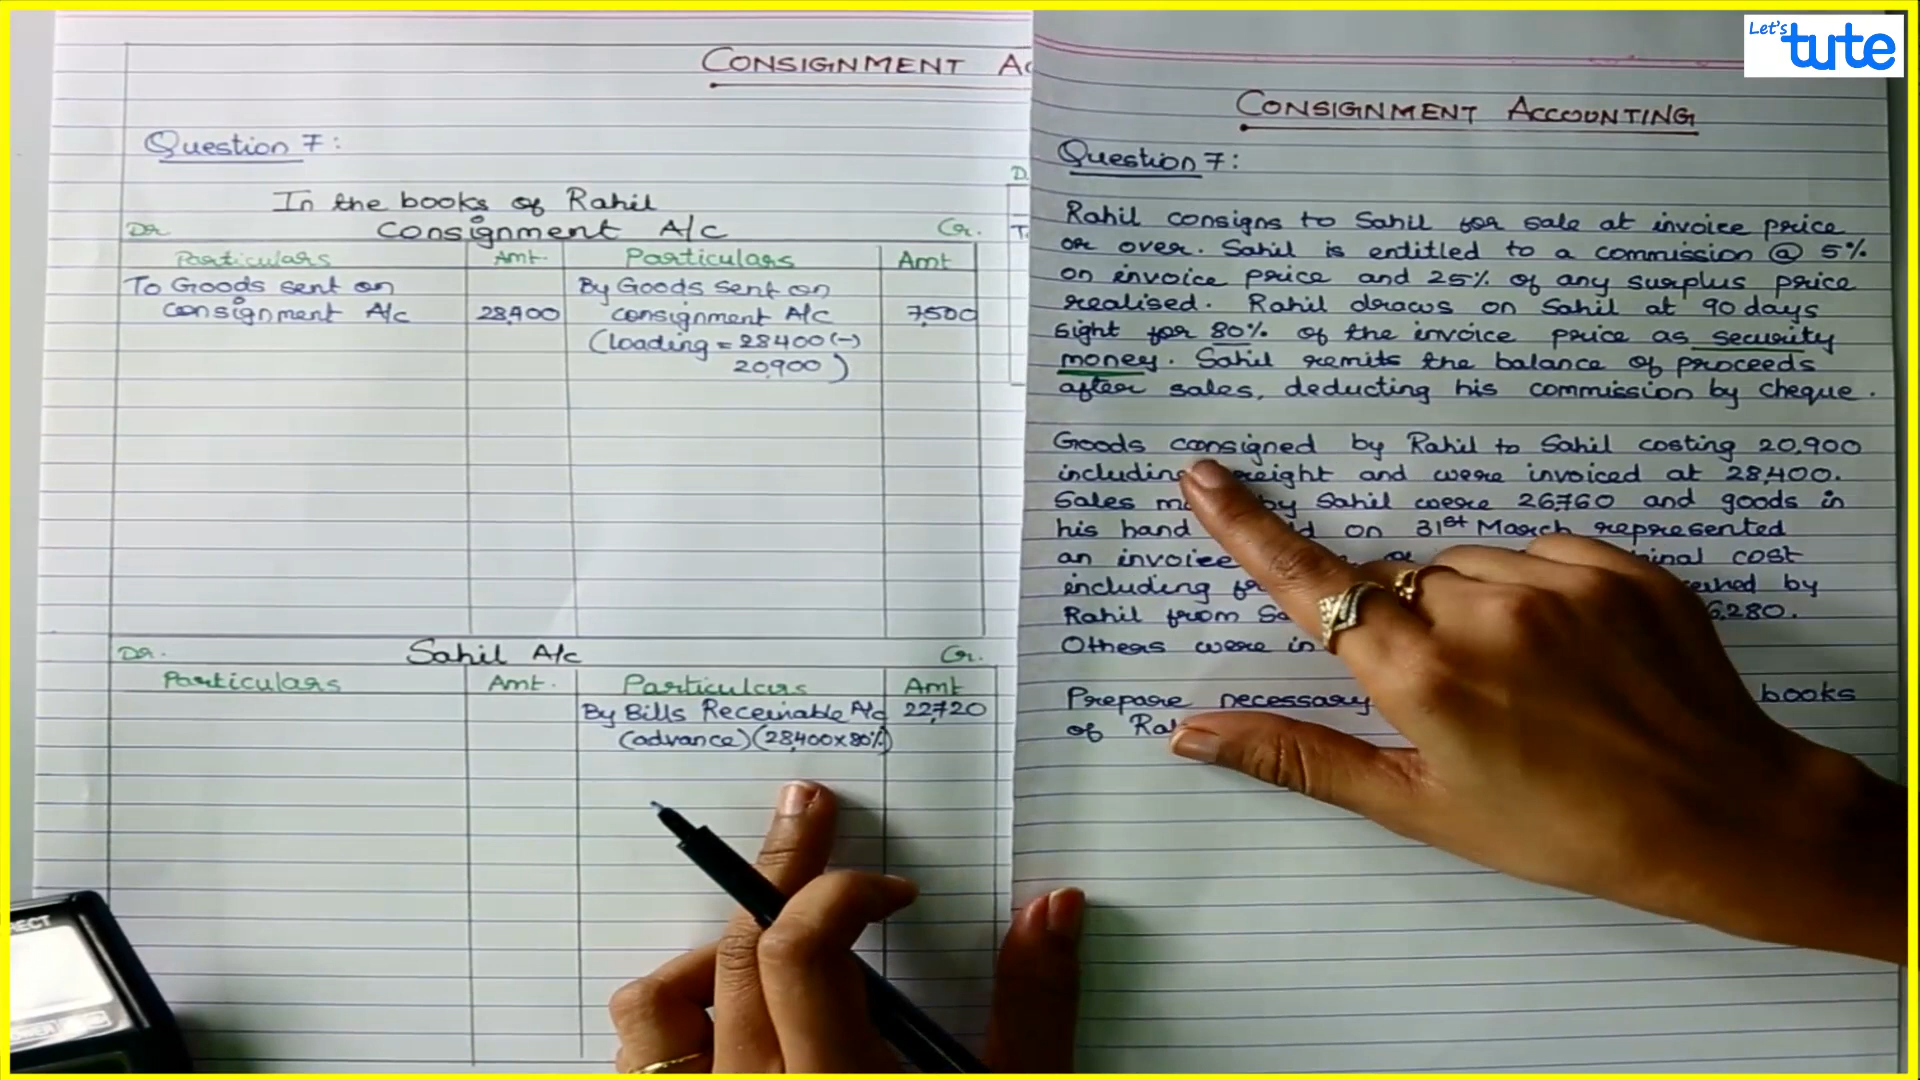 Let's
tute
CONSIGNMENT AC
Question 7:
In the books of Rahil
Dr Consignment A/c Cr.
Particulars Amt. Particulars Amt
To Goods sent on By Goods sent on
consignment A/c 28,400 consignment A/c 7,500
(loading = 28400 (-)
20,900)
Dr. Sahil A/c Cr.
Particulars Amt. Particulars Amt
By Bills Receivable A/c 22,720
(advance) (28,400x80%)
D.
T.
CONSIGNMENT ACCOUNTING
Question 7:
Rahil consigns to Sahil for sale at invoice price
or over. Sahil is entitled to a commission @ 5%
on invoice price and 25% of any surplus price
realised. Rahil draws on Sahil at 90 days
sight for 80% of the invoice price as security
money. Sahil remits the balance of proceeds
after sales, deducting his commission by cheque.
Goods consigned by Rahil to Sahil costing 20,900
including freight and were invoiced at 28,400.
Sales made by Sahil were 26,760 and goods in
his hand on 31st March represented
an invoice cost
including by
Rahil from 6,280.
Others were in
Prepare necessary books
of Rahil
RECT